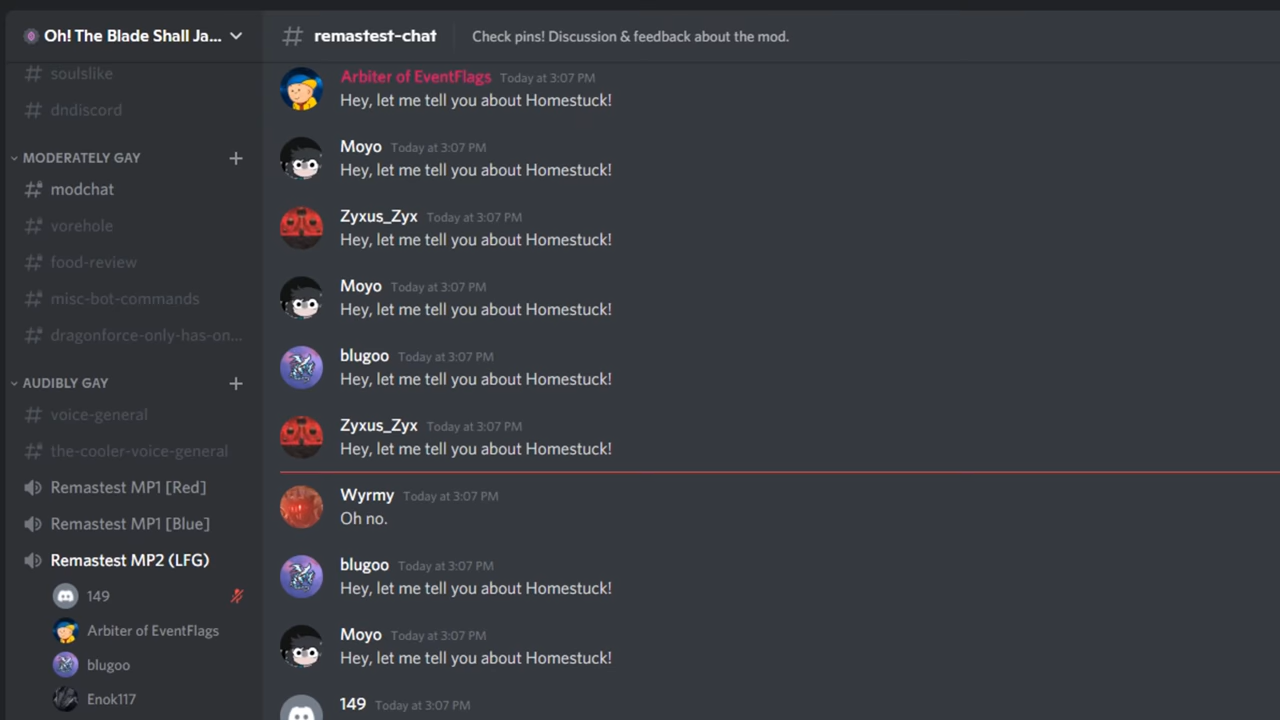 Oh! The Blade Shall Ja...
soulslike
dndiscord
MODERATELY GAY
modchat
vorehole
food-review
misc-bot-commands
dragonforce-only-has-on...
AUDIBLY GAY
voice-general
the-cooler-voice-general
Remastest MP1 [Red]
Remastest MP1 [Blue]
Remastest MP2 (LFG)
149
Arbiter of EventFlags
blugoo
Enok117
remastest-chat Check pins! Discussion & feedback about the mod.
Arbiter of EventFlags Today at 3:07 PM
Hey, let me tell you about Homestuck!
Moyo Today at 3:07 PM
Hey, let me tell you about Homestuck!
Zyxus_Zyx Today at 3:07 PM
Hey, let me tell you about Homestuck!
Moyo Today at 3:07 PM
Hey, let me tell you about Homestuck!
blugoo Today at 3:07 PM
Hey, let me tell you about Homestuck!
Zyxus_Zyx Today at 3:07 PM
Hey, let me tell you about Homestuck!
Wyrmy Today at 3:07 PM
Oh no.
blugoo Today at 3:07 PM
Hey, let me tell you about Homestuck!
Moyo Today at 3:07 PM
Hey, let me tell you about Homestuck!
149 Today at 3:07 PM